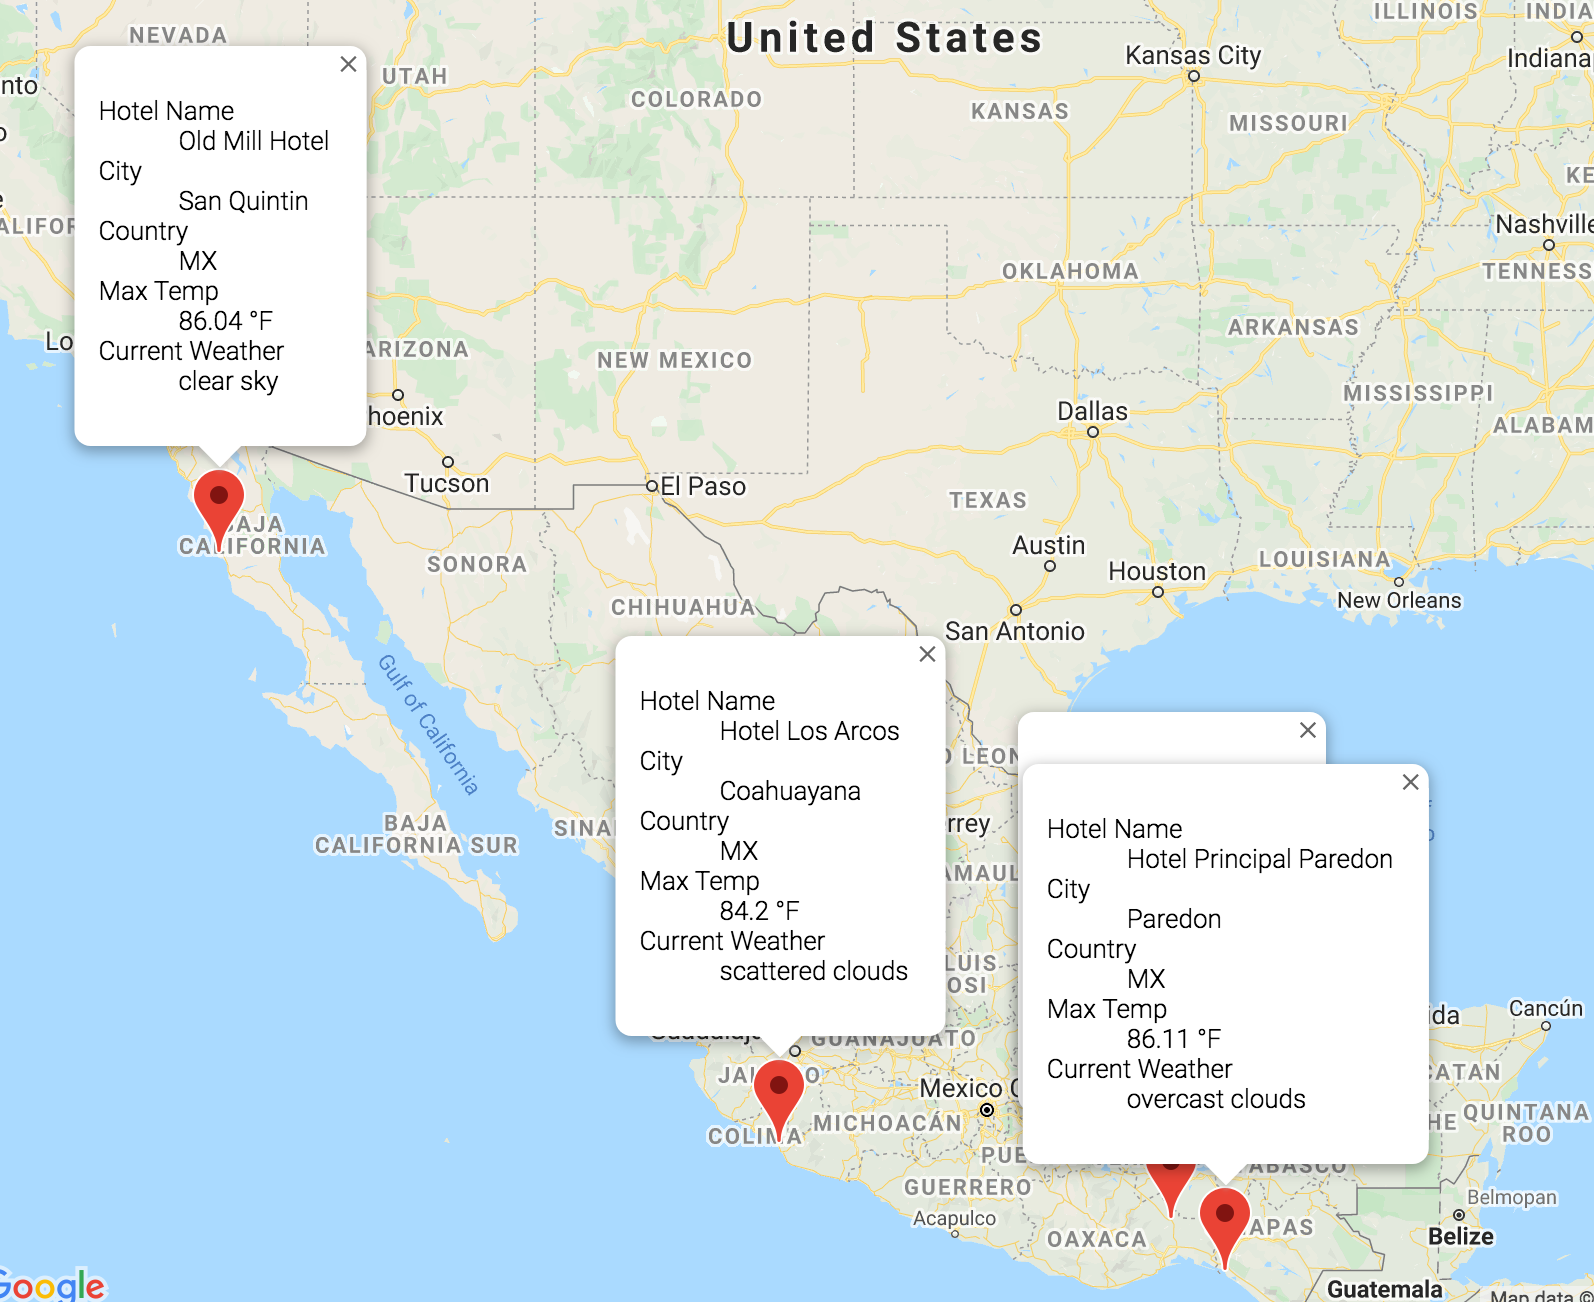 NEVADA
United States
ILLINOIS
INDIA
Kansas City
Indiana
UTAH
COLORADO
KANSAS
MISSOURI
nto
Hotel Name
Old Mill Hotel
City
San Quintin
Country
MX
Max Temp
86.04 °F
Current Weather
clear sky
KE
ALIFOR
Nashville
TENNESS
OKLAHOMA
ARKANSAS
Lo
ARIZONA
NEW MEXICO
MISSISSIPPI
hoenix
Dallas
ALABAM
Tucson
El Paso
TEXAS
BAJA
CALIFORNIA
SONORA
Austin
Houston
LOUISIANA
New Orleans
CHIHUAHUA
San Antonio
Gulf of California
Hotel Name
Hotel Los Arcos
City
Coahuayana
Country
MX
Max Temp
84.2 °F
Current Weather
scattered clouds
O LEON
BAJA
CALIFORNIA SUR
SINA
rrey
AMAUL
Hotel Name
Hotel Principal Paredon
City
Paredon
Country
MX
Max Temp
86.11 °F
Current Weather
overcast clouds
LUIS
OSI
ida
Cancún
GUANAJUATO
JAL
O
Mexico C
CATAN
COLIMA
MICHOACÁN
HE
QUINTANA
ROO
PUE
ABASCO
GUERRERO
Acapulco
OAXACA
APAS
Belmopan
Belize
Google
Guatemala
Map data ©